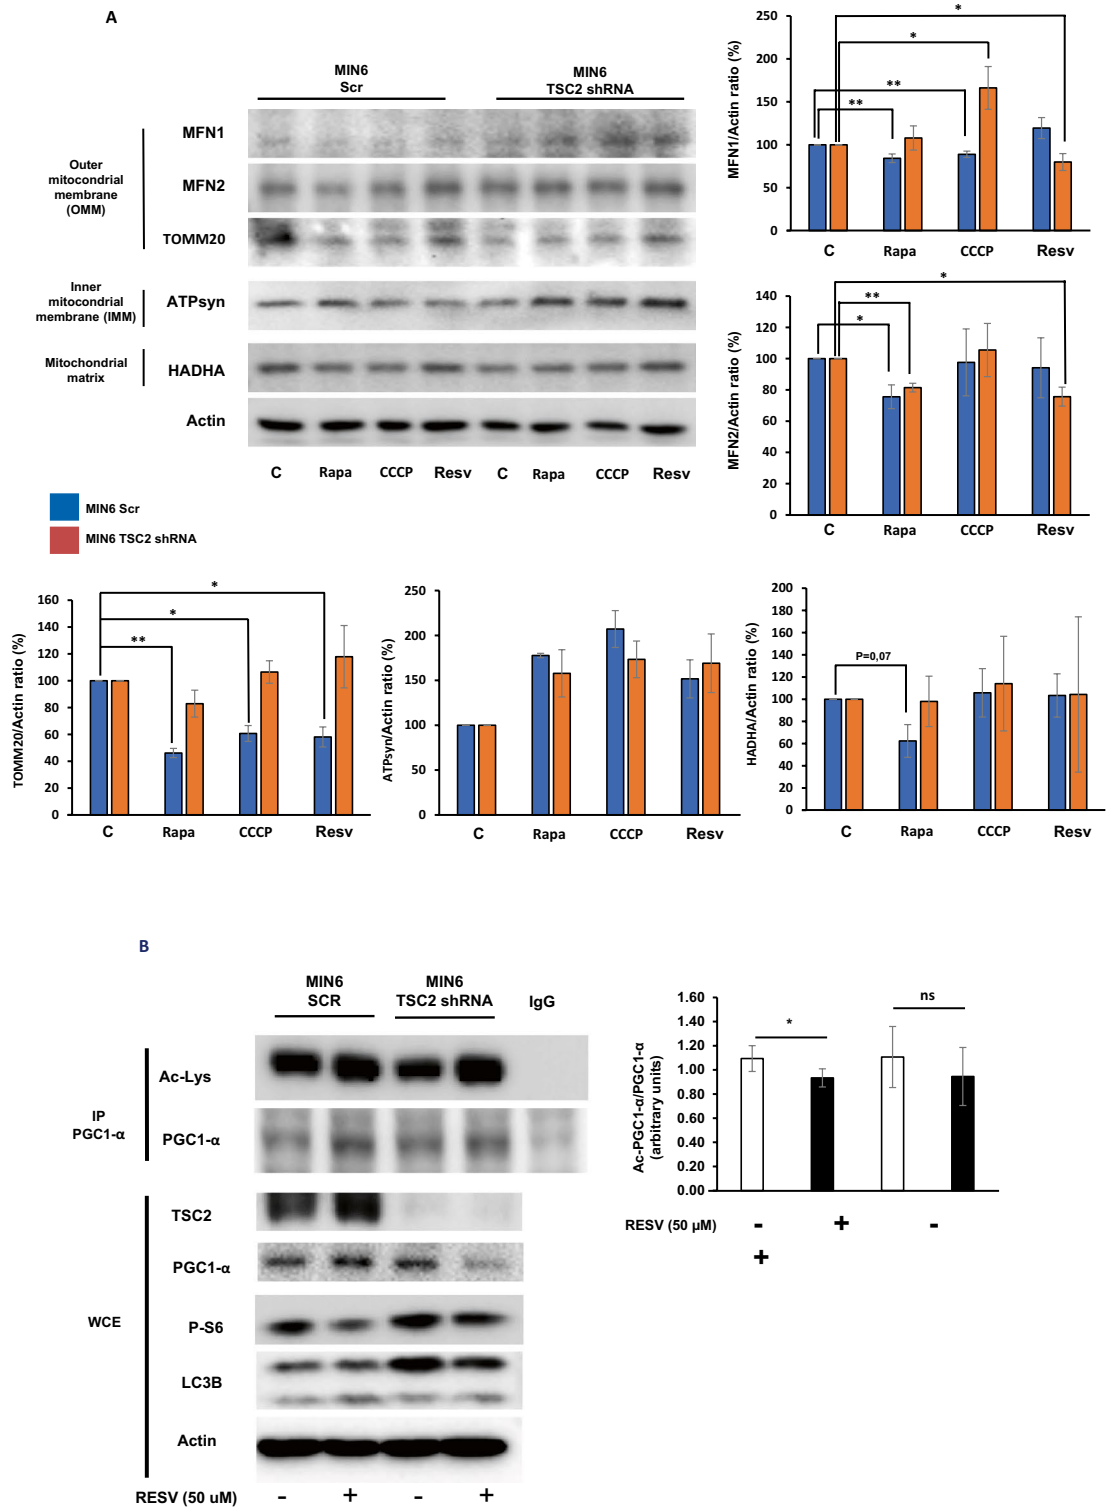 A
MIN6
Scr
MIN6
TSC2 shRNA
Outer
mitocondrial
membrane
(OMM)
MFN1
MFN2
TOMM20
Inner
mitocondrial
membrane (IMM)
ATPsyn
Mitochondrial
matrix
HADHA
Actin
C Rapa CCCP Resv C Rapa CCCP Resv
MIN6 Scr
MIN6 TSC2 shRNA
MFN1/Actin ratio (%)
250
200
150
100
50
0
*
*
**
**
C Rapa CCCP Resv
MFN2/Actin ratio (%)
140
120
100
80
60
40
20
0
*
**
*
C Rapa CCCP Resv
TOMM20/Actin ratio (%)
160
140
120
100
80
60
40
20
0
*
*
**
C Rapa CCCP Resv
ATPsyn/Actin ratio (%)
250
200
150
100
50
0
C Rapa CCCP Resv
HADHA/Actin ratio (%)
200
180
160
140
120
100
80
60
40
20
0
P=0,07
C Rapa CCCP Resv
B
MIN6
SCR
MIN6
TSC2 shRNA
IgG
IP
PGC1-α
Ac-Lys
PGC1-α
WCE
TSC2
PGC1-α
P-S6
LC3B
Actin
RESV (50 uM) - + - +
Ac-PGC1-α/PGC1-α
(arbitrary units)
1.60
1.40
1.20
1.00
0.80
0.60
0.40
0.20
0.00
*
ns
RESV (50 µM) - + -
+